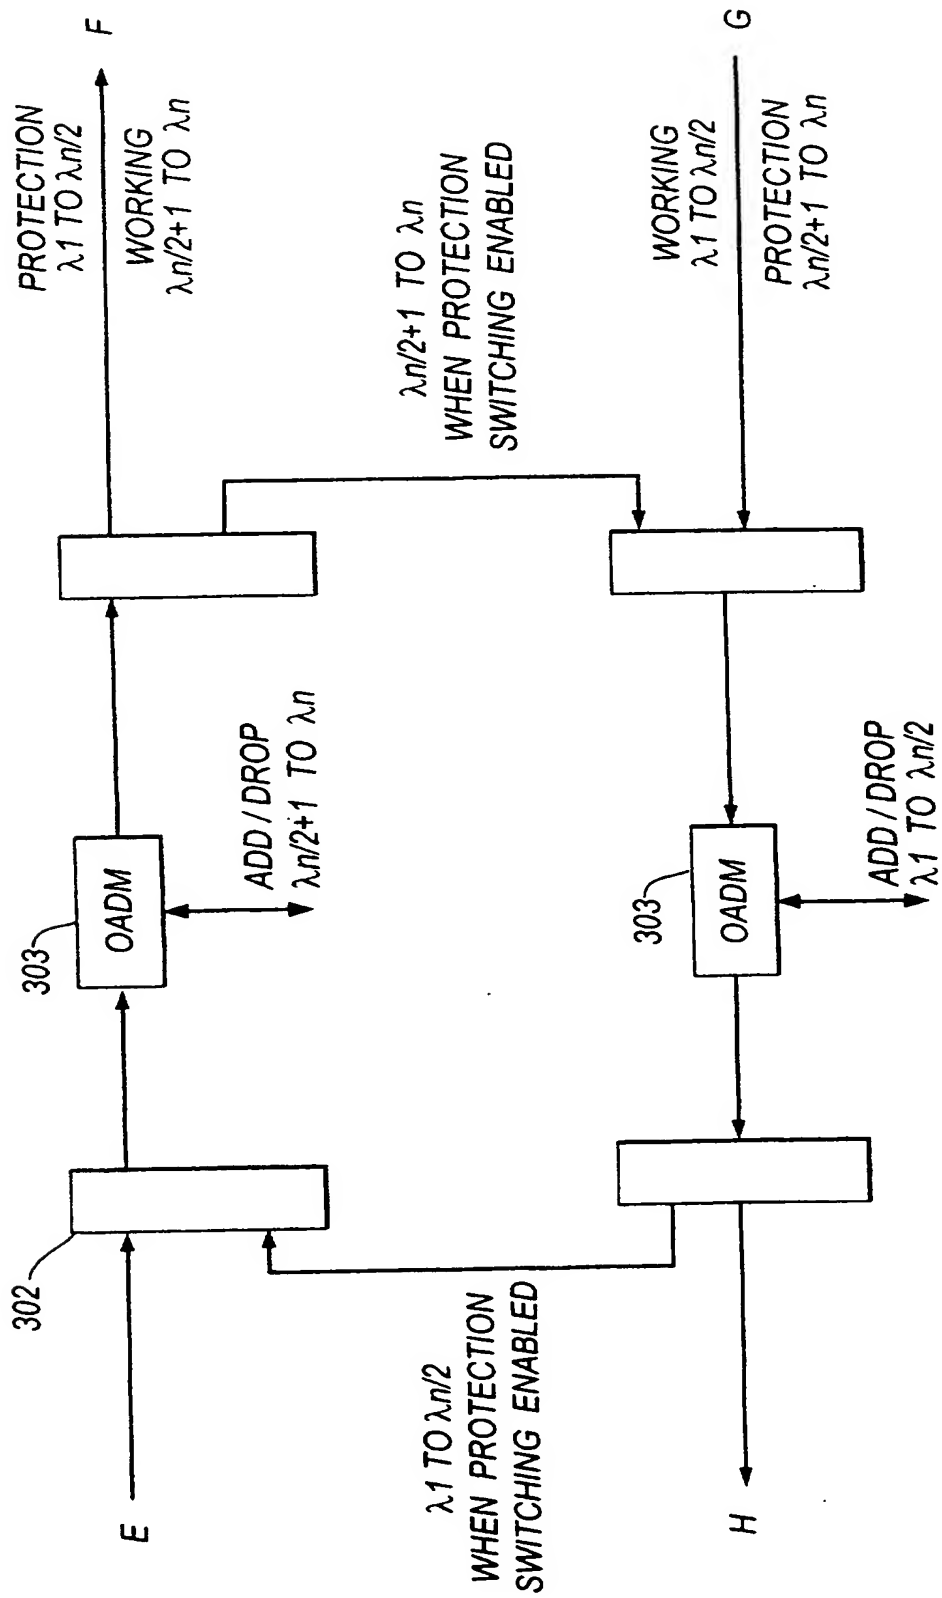 PROTECTION
λ1 TO λn/2
F
WORKING
λn/2+1 TO λn
302
303
E
OADM
ADD/DROP
λn/2+1 TO λn
λ1 TO λn/2
WHEN PROTECTION
SWITCHING ENABLED
λn/2+1 TO λn
WHEN PROTECTION
SWITCHING ENABLED
WORKING
λ1 TO λn/2
303
H
OADM
G
PROTECTION
λn/2+1 TO λn
ADD/DROP
λ1 TO λn/2